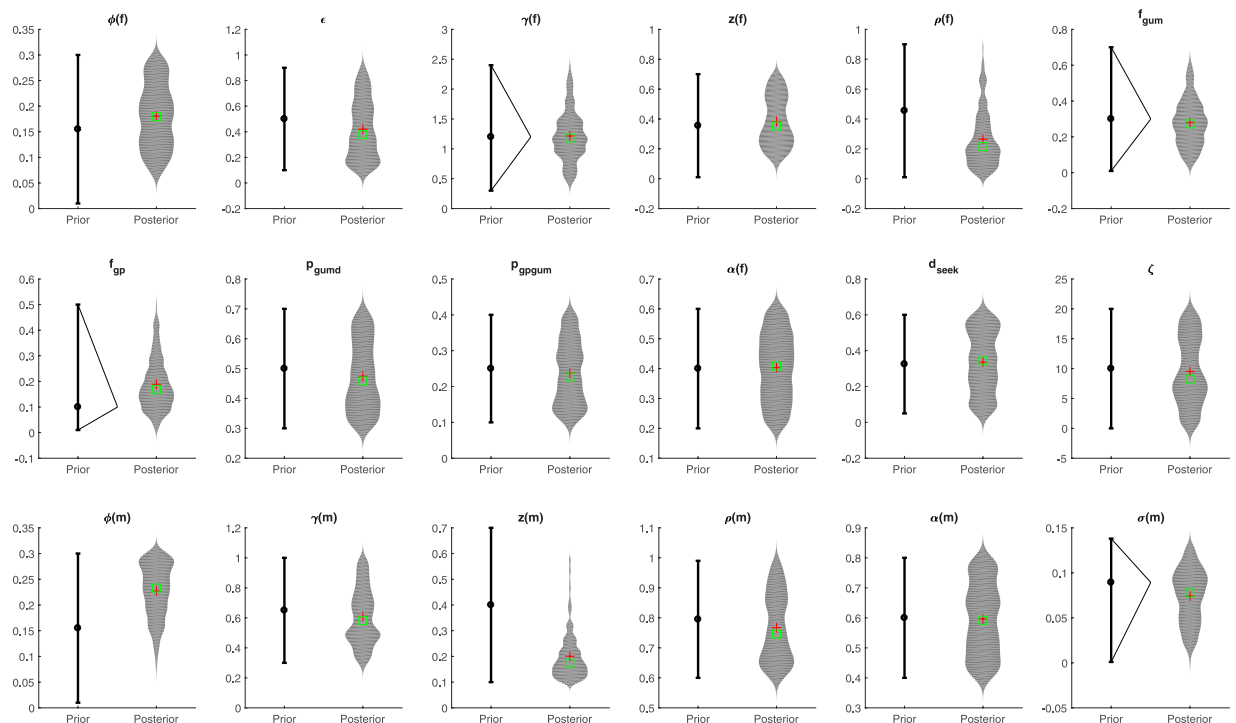 ϕ(f) ϵ γ(f) z(f) ρ(f) f_gum
0.35 0.3 0.25 0.2 0.15 0.1 0.05 0
Prior Posterior
1.2 1 0.8 0.6 0.4 0.2 0 -0.2
Prior Posterior
3 2.5 2 1.5 1 0.5 0
Prior Posterior
1 0.8 0.6 0.4 0.2 0 -0.2
Prior Posterior
1 0.8 0.6 0.4 0.2 0 -0.2
Prior Posterior
0.8 0.6 0.4 0.2 0 -0.2
Prior Posterior
f_gp p_gumd p_gpgum α(f) d_seek ζ
0.6 0.5 0.4 0.3 0.2 0.1 0 -0.1
Prior Posterior
0.8 0.7 0.6 0.5 0.4 0.3 0.2
Prior Posterior
0.5 0.4 0.3 0.2 0.1 0
Prior Posterior
0.7 0.6 0.5 0.4 0.3 0.2 0.1
Prior Posterior
0.8 0.6 0.4 0.2 0 -0.2
Prior Posterior
25 20 15 10 5 0 -5
Prior Posterior
ϕ(m) γ(m) z(m) ρ(m) α(m) σ(m)
0.35 0.3 0.25 0.2 0.15 0.1 0.05 0
Prior Posterior
1.2 1 0.8 0.6 0.4 0.2 0
Prior Posterior
0.7 0.6 0.5 0.4 0.3 0.2 0.1 0
Prior Posterior
1.1 1 0.9 0.8 0.7 0.6 0.5
Prior Posterior
0.9 0.8 0.7 0.6 0.5 0.4 0.3
Prior Posterior
0.15 0.1 0.05 0 -0.05
Prior Posterior